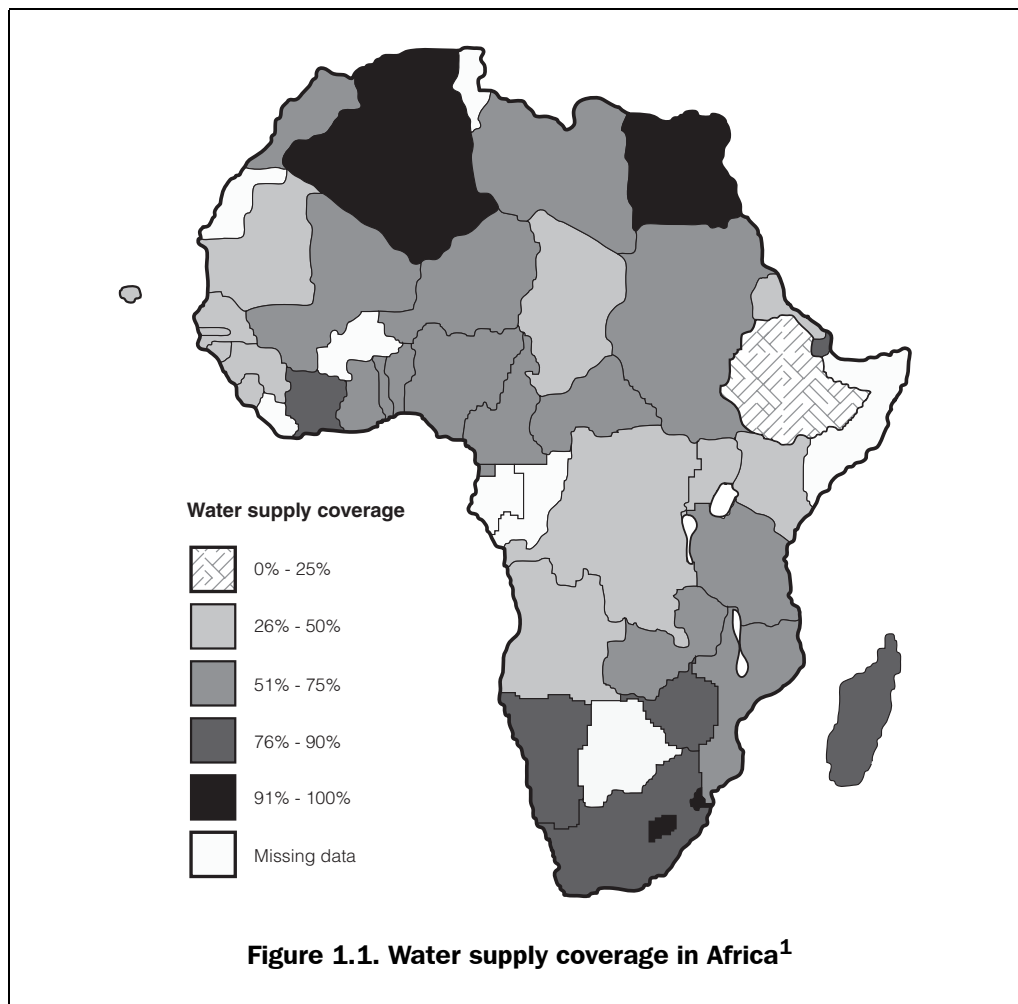 Water supply coverage
0% - 25%
26% - 50%
51% - 75%
76% - 90%
91% - 100%
Missing data
Figure 1.1. Water supply coverage in Africa1